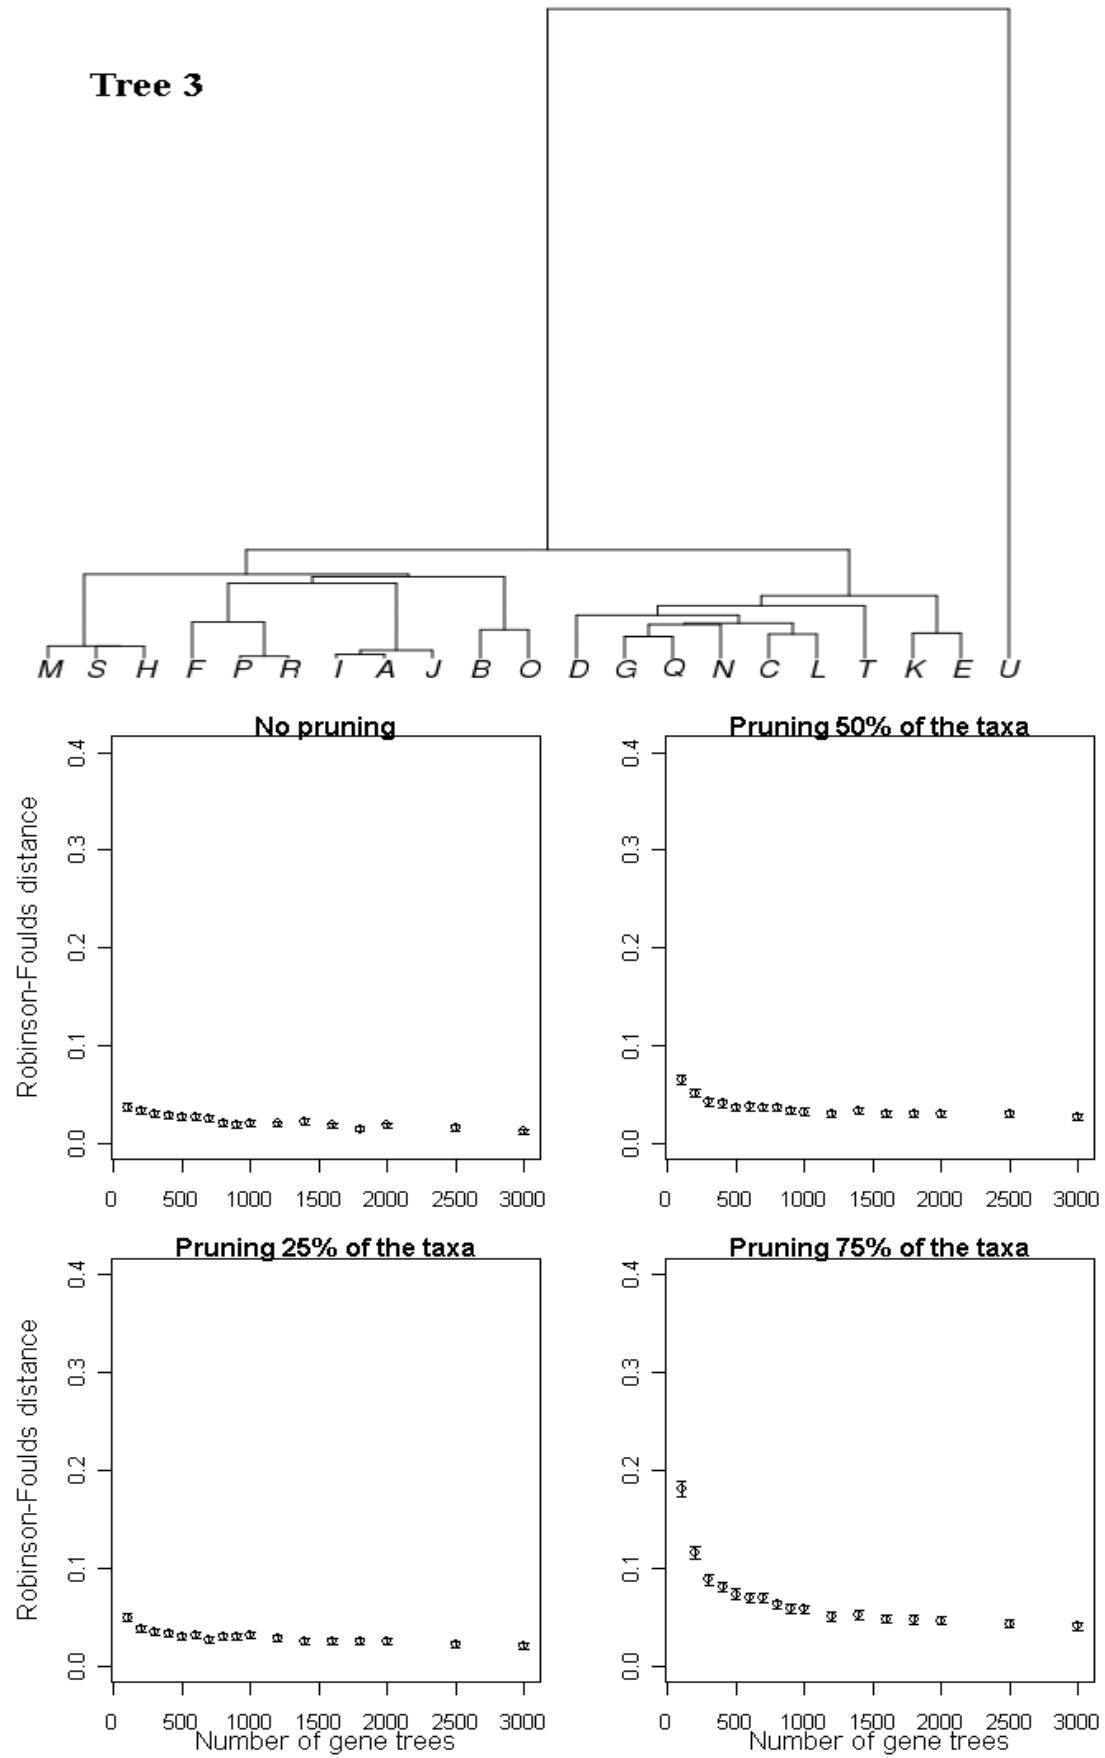 Tree 3
M S H F P R I A J B O D G Q N C L T K E U
No pruning
Robinson-Foulds distance
0.4
0.3
0.2
0.1
0.0
0 500 1000 1500 2000 2500 3000
Pruning 50% of the taxa
0.4
0.3
0.2
0.1
0.0
0 500 1000 1500 2000 2500 3000
Pruning 25% of the taxa
Robinson-Foulds distance
0.4
0.3
0.2
0.1
0.0
0 500 1000 1500 2000 2500 3000
Number of gene trees
Pruning 75% of the taxa
0.4
0.3
0.2
0.1
0.0
0 500 1000 1500 2000 2500 3000
Number of gene trees